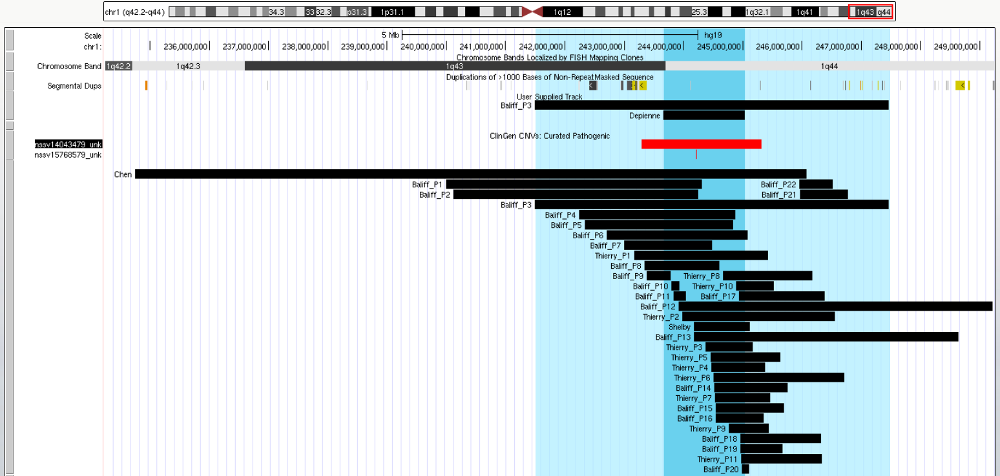 chr1 (q42.2-q44) 34.3 33 32.3 p31.3 1p31.1 1q12 25.3 1q32.1 1q41 1q43 q44
Scale 5 Mb hg19
chr1: 236,000,000 237,000,000 238,000,000 239,000,000 240,000,000 241,000,000 242,000,000 243,000,000 244,000,000 245,000,000 246,000,000 247,000,000 248,000,000 249,000,000
Chromosome Bands Localized by FISH Mapping Clones
Chromosome Band 1q42.2 1q42.3 1q43 1q44
Duplications of >1000 Bases of Non-RepeatMasked Sequence
Segmental Dups
User Supplied Track
Baliff_P3
Depienne
ClinGen CNVs: Curated Pathogenic
nssv14043479_unk
nssv15768579_unk
Chen
Baliff_P1 Baliff_P22
Baliff_P2 Baliff_P21
Baliff_P3
Baliff_P4
Baliff_P5
Baliff_P6
Baliff_P7
Thierry_P1
Baliff_P8
Baliff_P9 Thierry_P8
Baliff_P10 Thierry_P10
Baliff_P11 Baliff_P17
Baliff_P12
Thierry_P2
Shelby
Baliff_P13
Thierry_P3
Thierry_P5
Thierry_P4
Thierry_P6
Baliff_P14
Thierry_P7
Baliff_P15
Baliff_P16
Thierry_P9
Baliff_P18
Baliff_P19
Thierry_P11
Baliff_P20